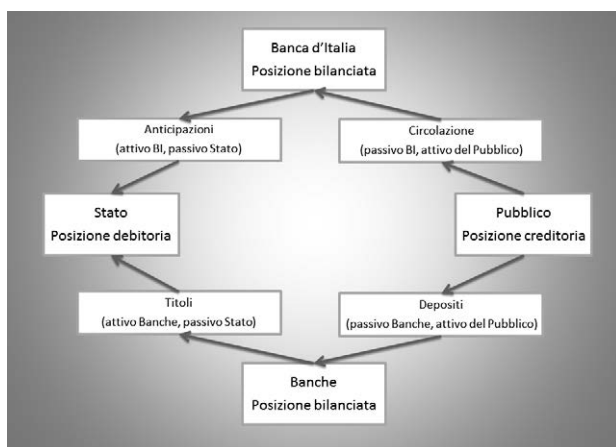 Banca d'Italia
Posizione bilanciata
Anticipazioni
(attivo BI, passivo Stato)
Circolazione
(passivo BI, attivo del Pubblico)
Stato
Posizione debitoria
Pubblico
Posizione creditoria
Titoli
(attivo Banche, passivo Stato)
Depositi
(passivo Banche, attivo del Pubblico)
Banche
Posizione bilanciata